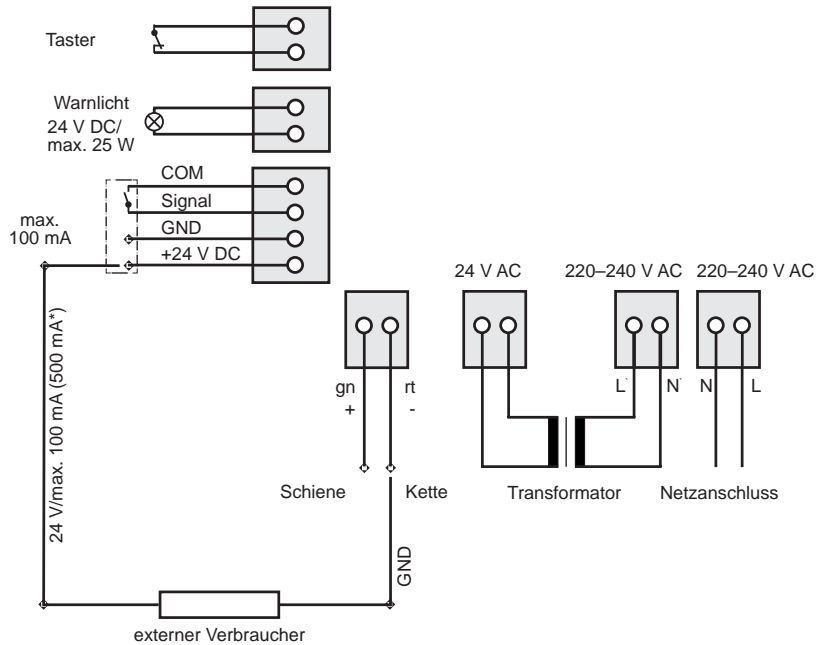 Taster
Warnlicht
24 V DC/
max. 25 W
COM
Signal
GND
+24 V DC
max.
100 mA
24 V AC
220–240 V AC
220–240 V AC
gn
+
rt
-
L'
N'
N
L
Schiene
Kette
Transformator
Netzanschluss
24 V/max. 100 mA (500 mA*)
GND
externer Verbraucher